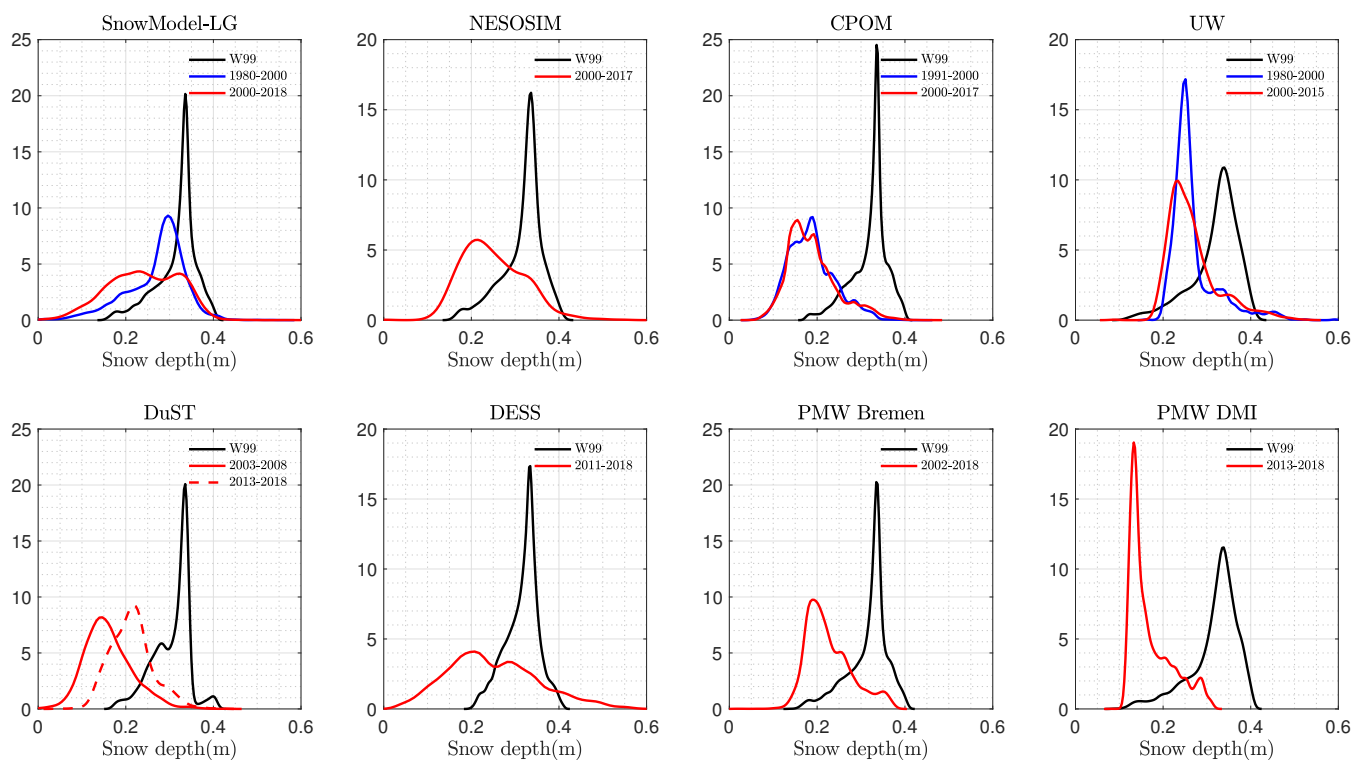 SnowModel-LG
25
20
15
10
5
0
W99
1980-2000
2000-2018
0 0.2 0.4 0.6
Snow depth(m)
NESOSIM
20
15
10
5
0
W99
2000-2017
0 0.2 0.4 0.6
Snow depth(m)
CPOM
25
20
15
10
5
0
W99
1991-2000
2000-2017
0 0.2 0.4 0.6
Snow depth(m)
UW
20
15
10
5
0
W99
1980-2000
2000-2015
0 0.2 0.4 0.6
Snow depth(m)
DuST
25
20
15
10
5
0
W99
2003-2008
2013-2018
0 0.2 0.4 0.6
Snow depth(m)
DESS
20
15
10
5
0
W99
2011-2018
0 0.2 0.4 0.6
Snow depth(m)
PMW Bremen
25
20
15
10
5
0
W99
2002-2018
0 0.2 0.4 0.6
Snow depth(m)
PMW DMI
20
15
10
5
0
W99
2013-2018
0 0.2 0.4 0.6
Snow depth(m)